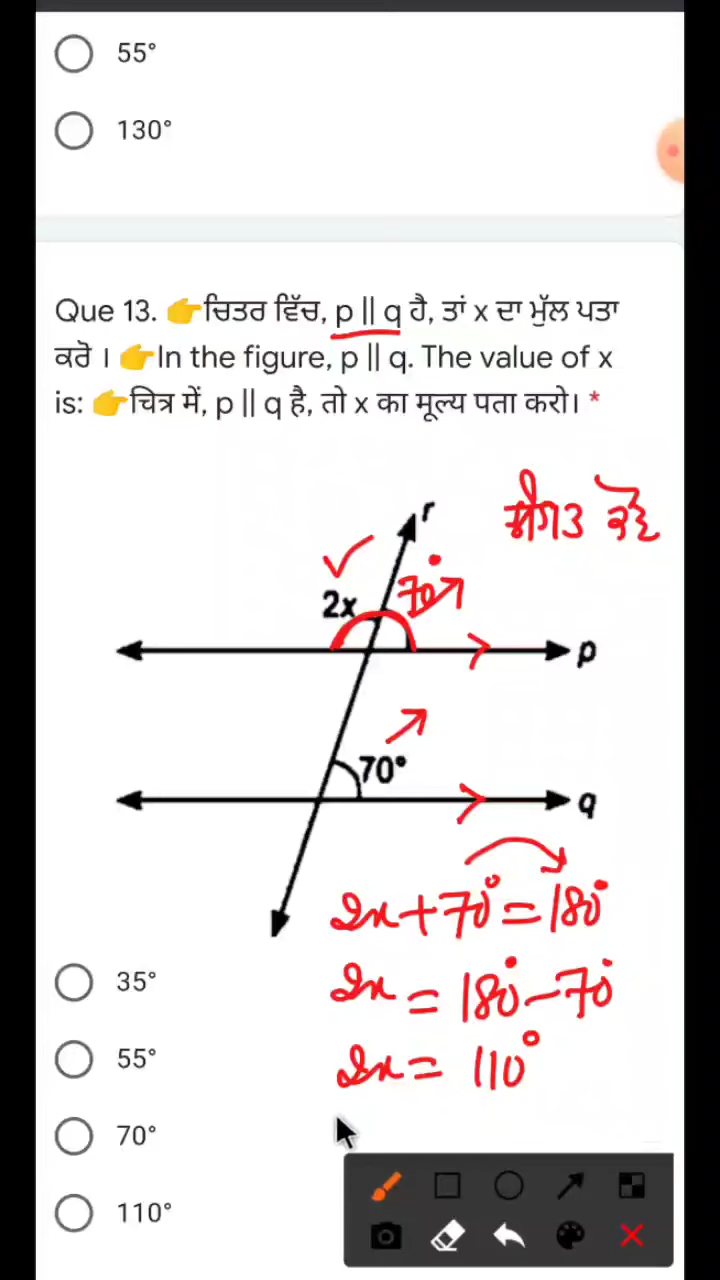 55°
130°
Que 13. 👉ਚਿਤਰ ਵਿੱਚ, p || q ਹੈ, ਤਾਂ x ਦਾ ਮੁੱਲ ਪਤਾ
ਕਰੋ । 👉In the figure, p || q. The value of x
is: 👉चित्र में, p || q है, तो x का मूल्य पता करो। *
r
2x
70°
p
70°
q
2x+70°=180°
2x = 180°-70°
2x = 110°
35°
55°
70°
110°